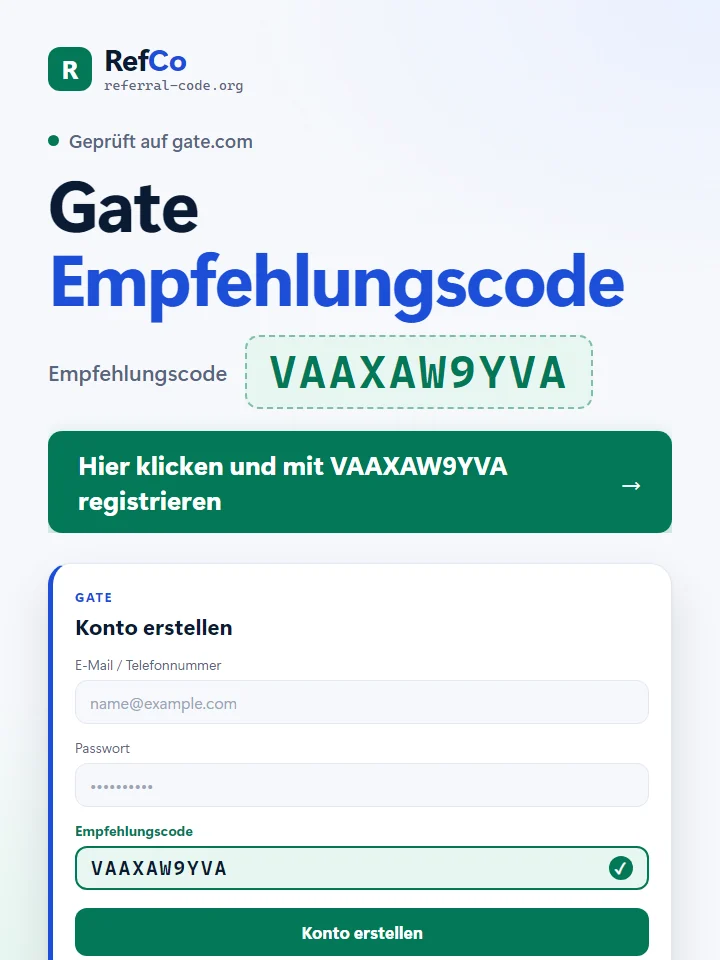 R
RefCo
referral-code.org
Geprüft auf gate.com
Gate
Empfehlungscode
Empfehlungscode VAAXAW9YVA
Hier klicken und mit VAAXAW9YVA
registrieren →
GATE
Konto erstellen
E-Mail / Telefonnummer
name@example.com
Passwort
••••••••••
Empfehlungscode
VAAXAW9YVA
Konto erstellen